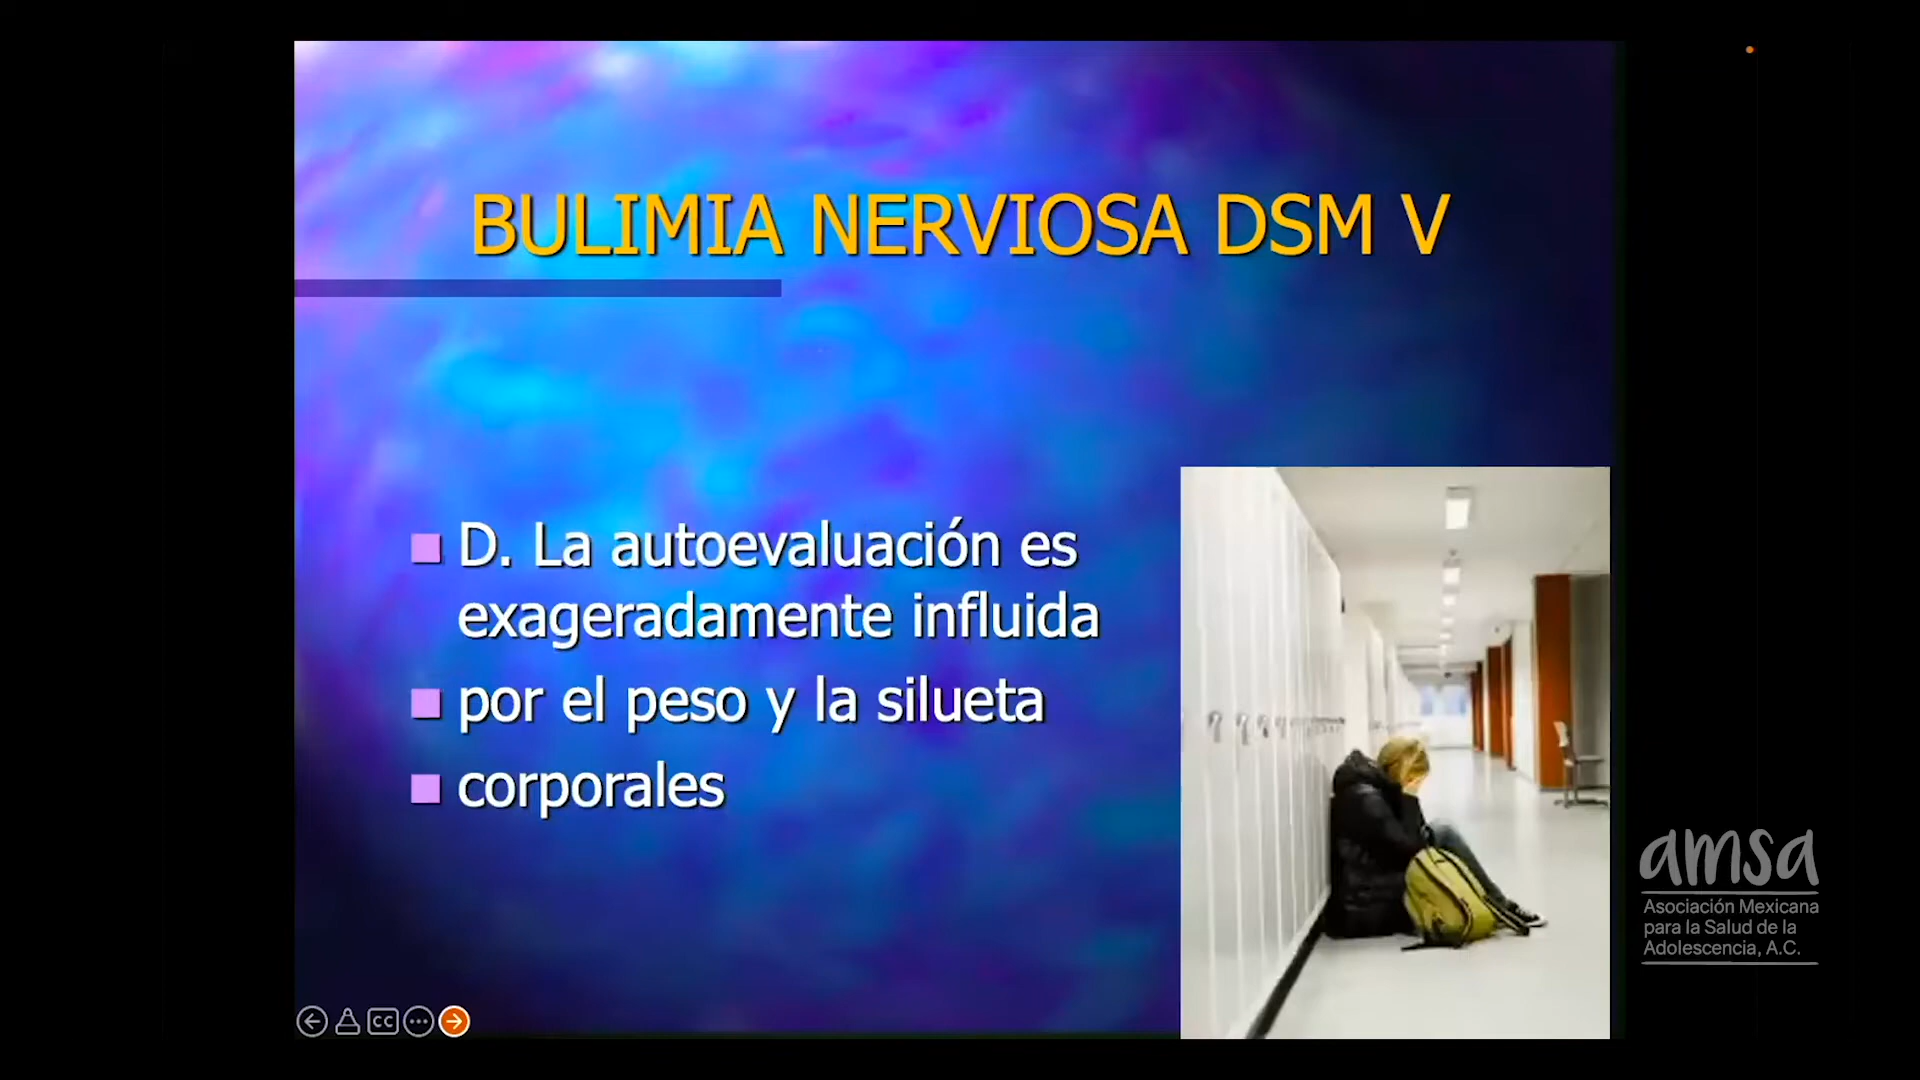 BULIMIA NERVIOSA DSM V
D. La autoevaluación es
exageradamente influida
por el peso y la silueta
corporales
amsa
Asociación Mexicana
para la Salud de la
Adolescencia, A.C.
CC